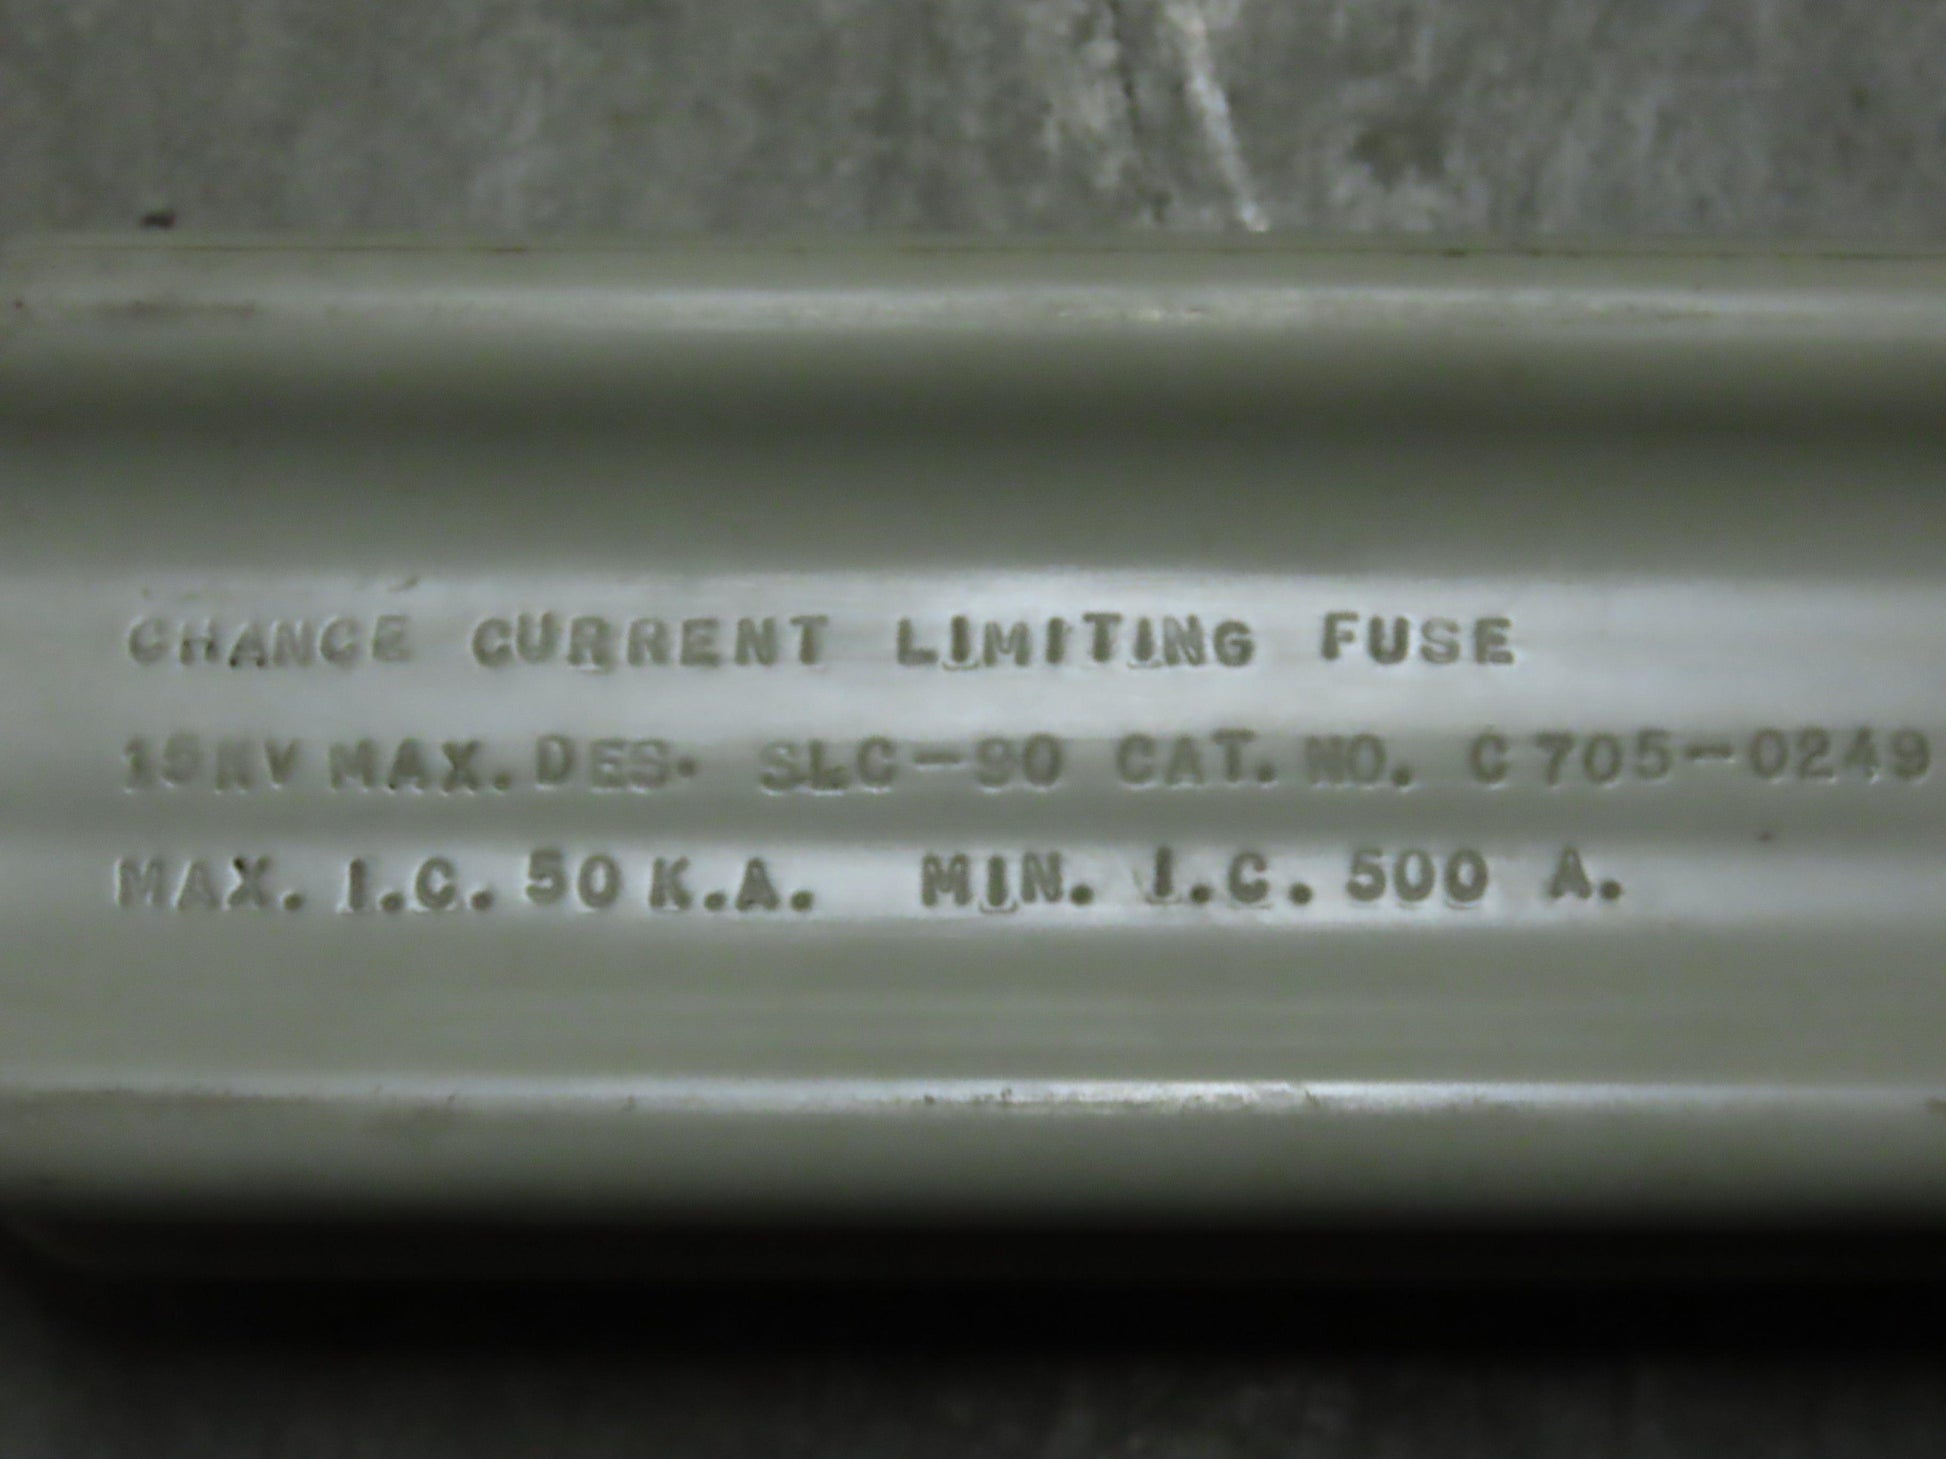 CHANCE CURRENT LIMITING FUSE
15KV MAX. DES. SLC-90 CAT. NO. C705-0249
MAX. I.C. 50 K.A. MIN. I.C. 500 A.